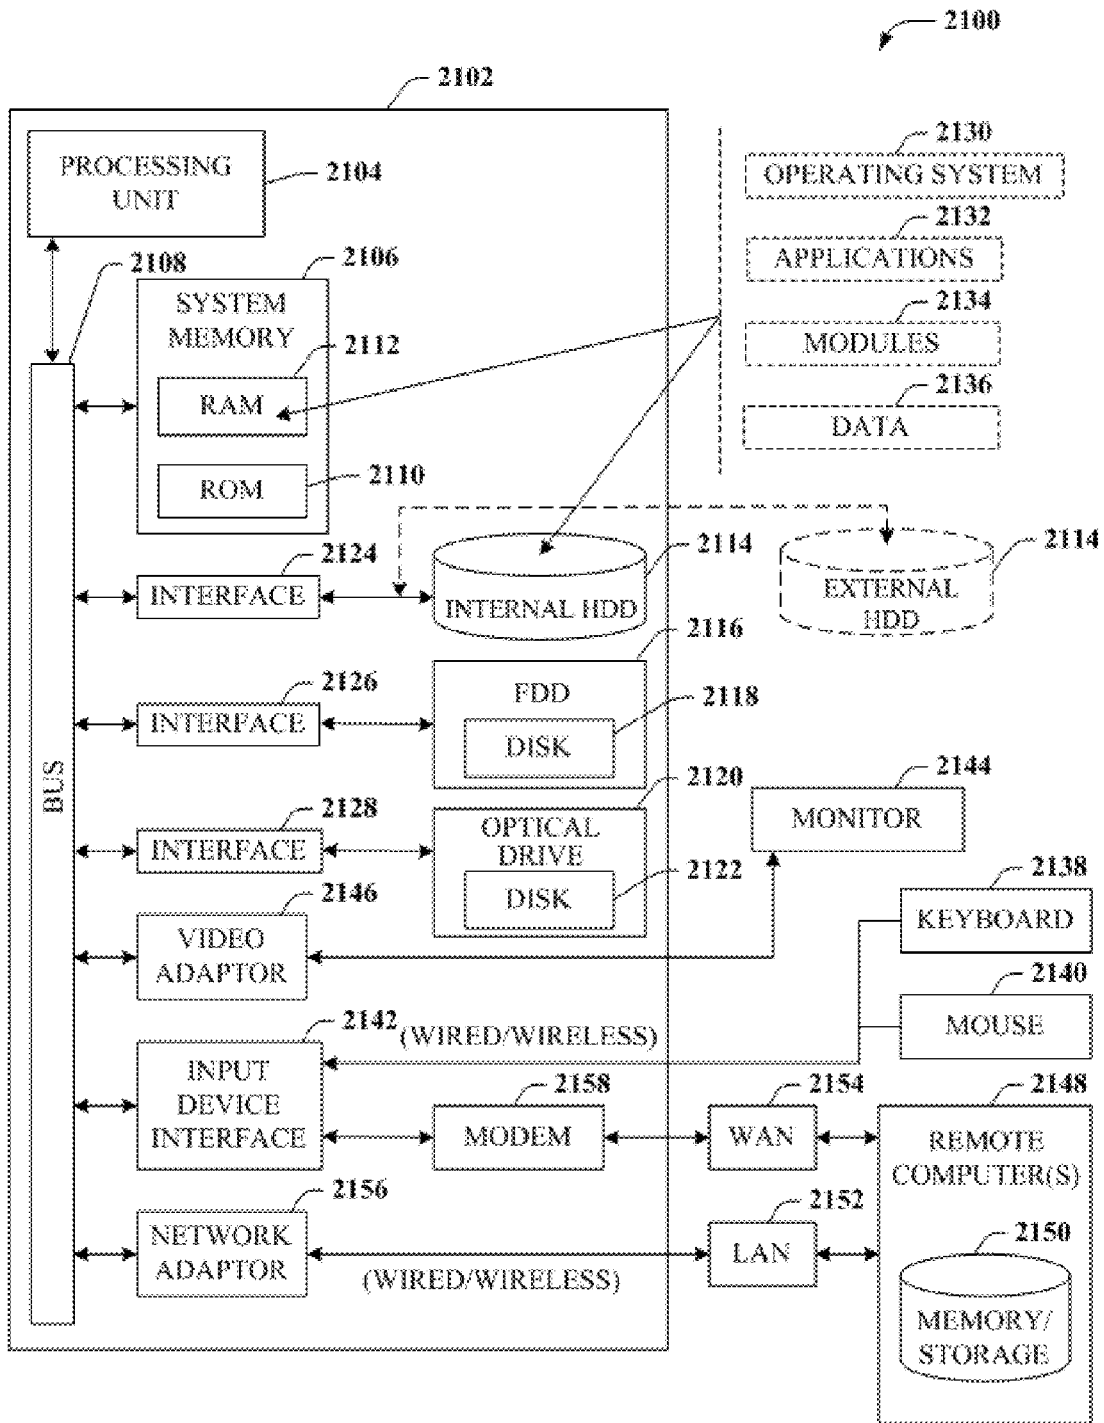 2100
2102
PROCESSING
UNIT
2104
2130
OPERATING SYSTEM
2132
APPLICATIONS
2134
MODULES
2136
DATA
2108
2106
SYSTEM
MEMORY
2112
RAM
2110
ROM
2124
INTERFACE
INTERNAL HDD
2114
EXTERNAL
HDD
2114
2126
INTERFACE
2116
FDD
2118
DISK
BUS
2128
INTERFACE
2120
OPTICAL
DRIVE
2122
DISK
2144
MONITOR
2146
VIDEO
ADAPTOR
2138
KEYBOARD
2140
MOUSE
2142
(WIRED/WIRELESS)
INPUT
DEVICE
INTERFACE
2158
MODEM
2154
WAN
2148
REMOTE
COMPUTER(S)
2156
NETWORK
ADAPTOR
(WIRED/WIRELESS)
2152
LAN
2150
MEMORY/
STORAGE